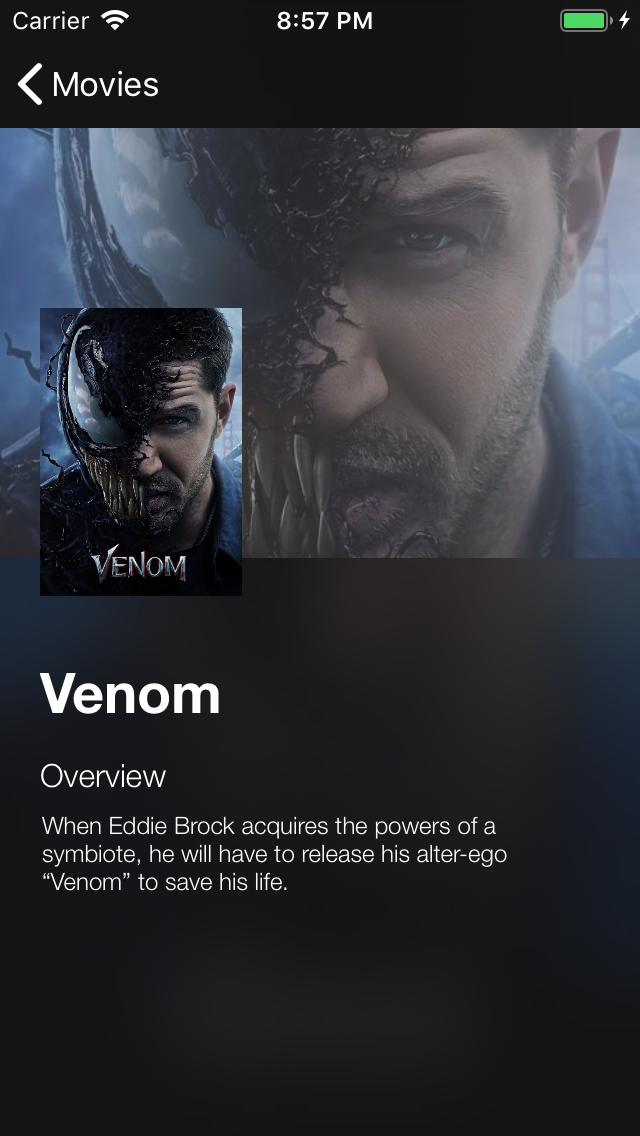 Carrier 8:57 PM
Movies
VENOM
Venom
Overview
When Eddie Brock acquires the powers of a
symbiote, he will have to release his alter-ego
“Venom” to save his life.